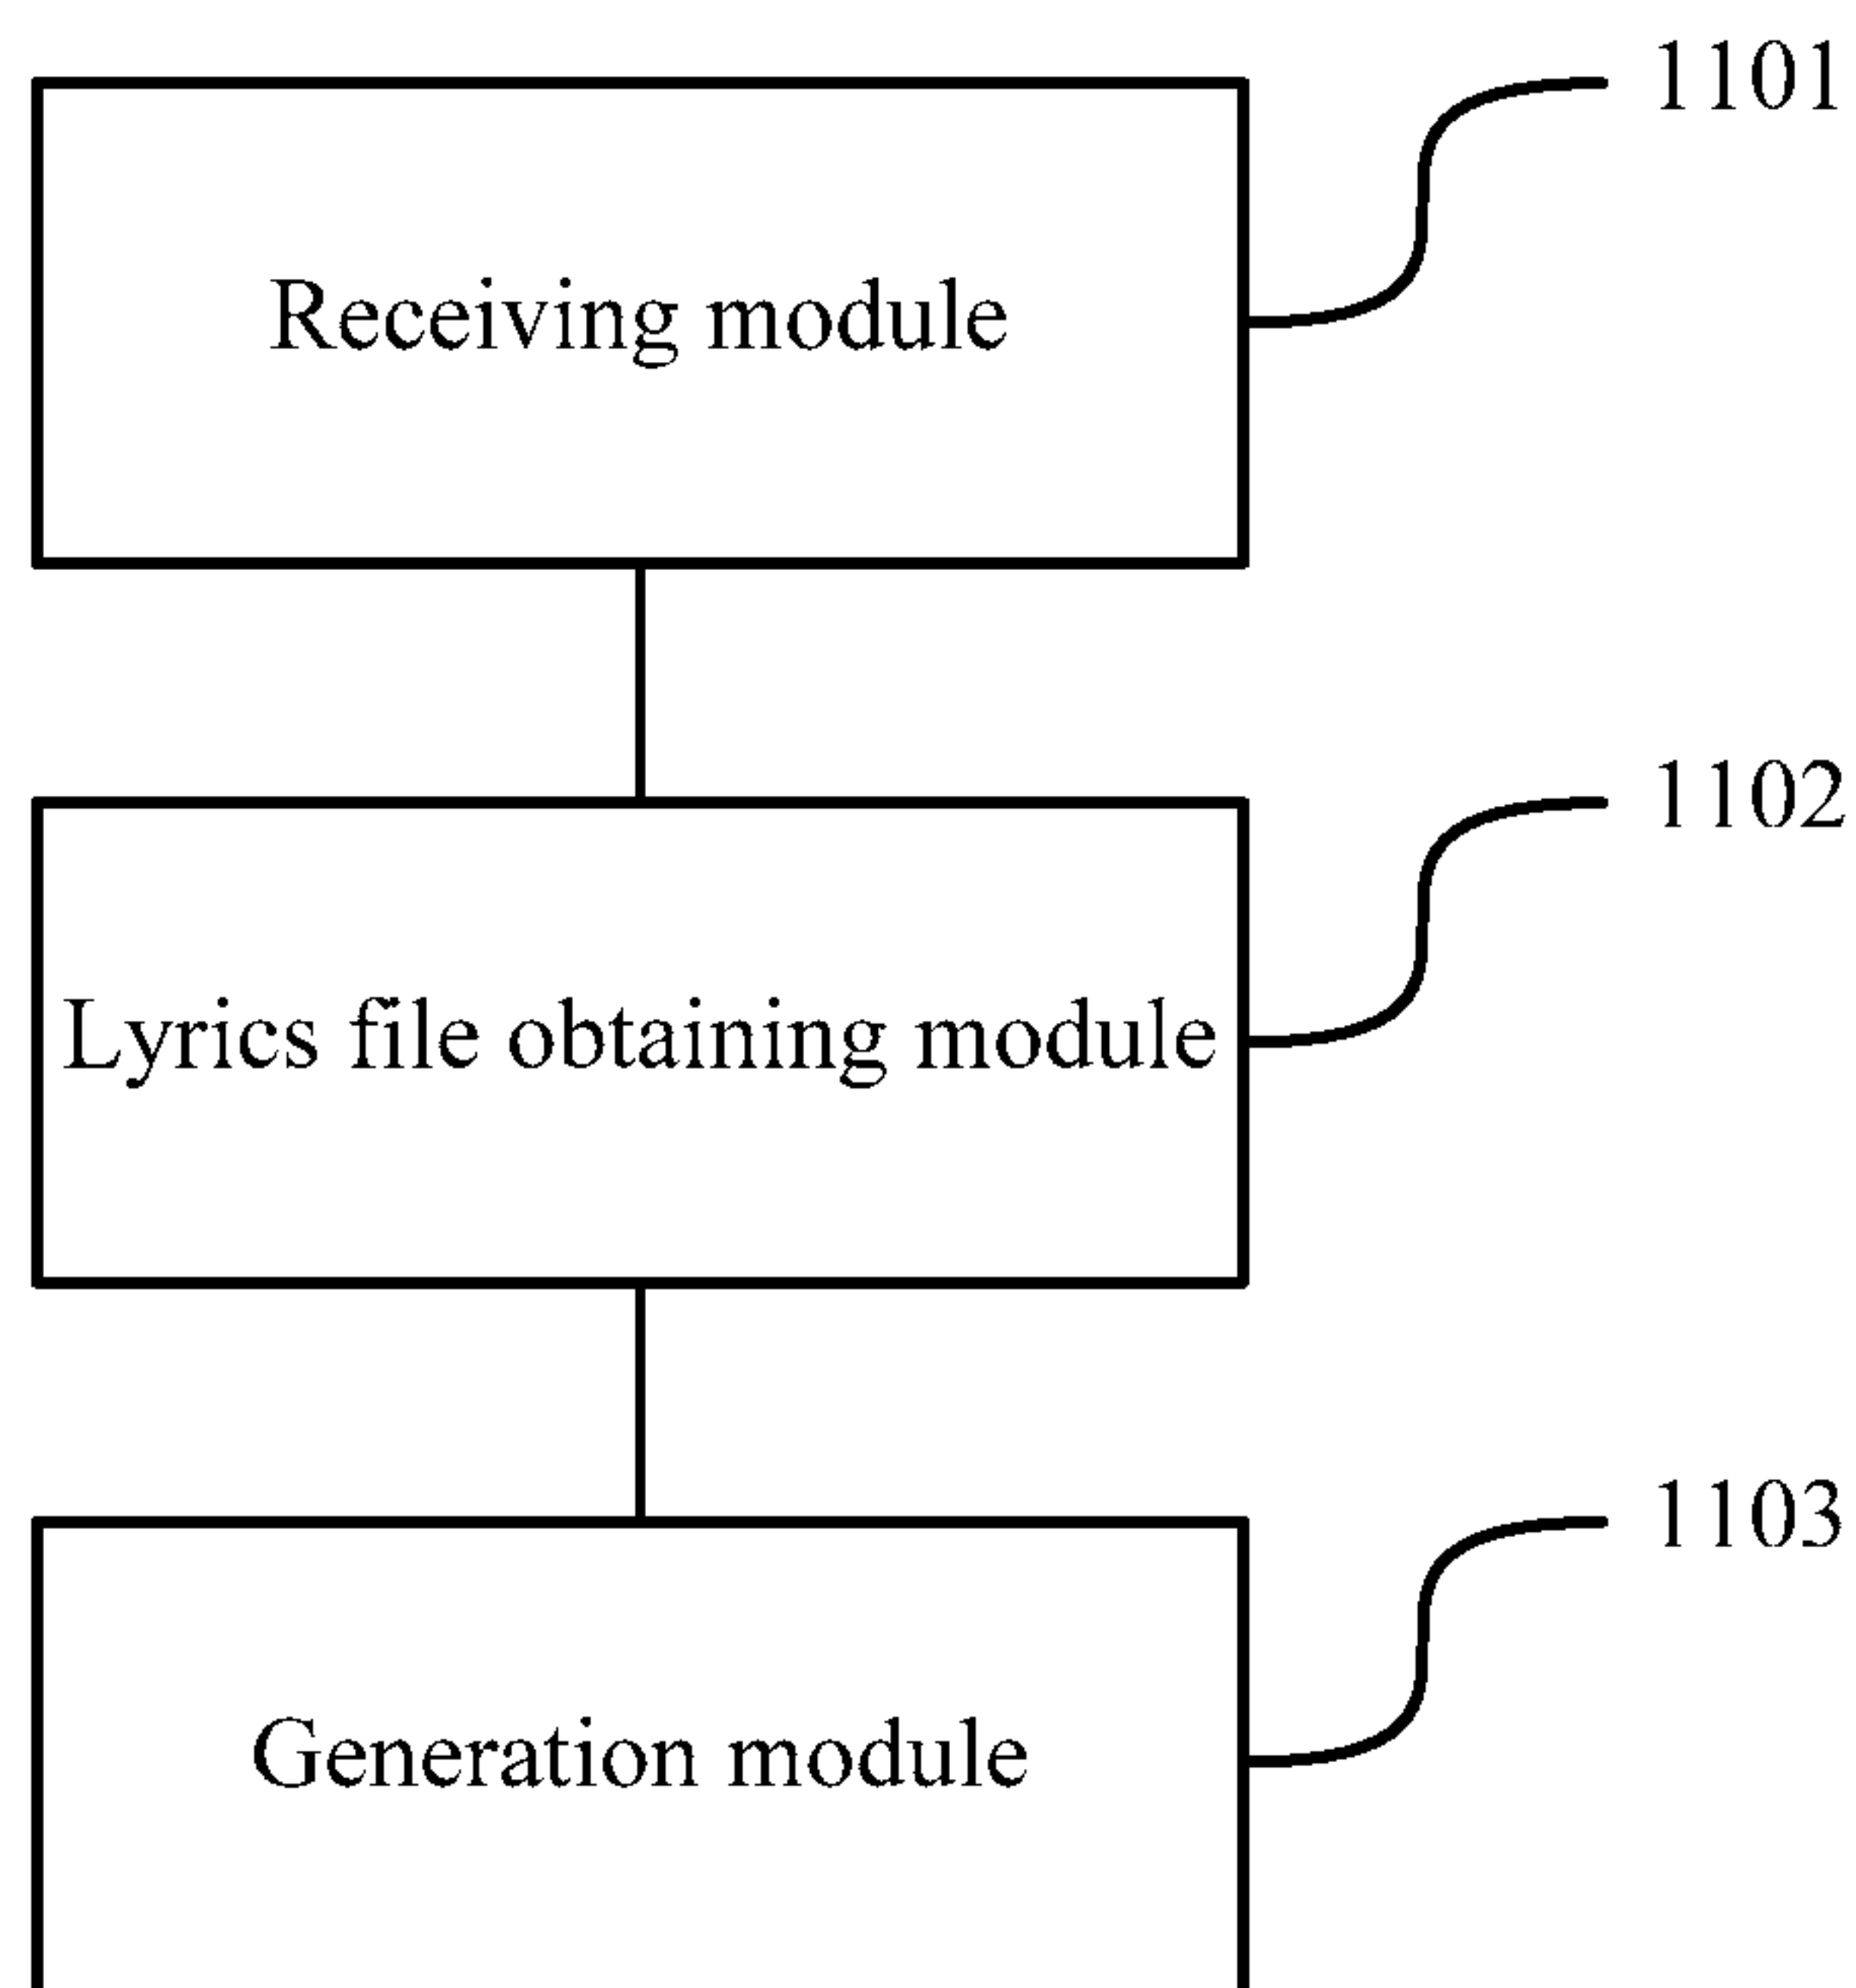 1101
Receiving module
1102
Lyrics file obtaining module
1103
Generation module